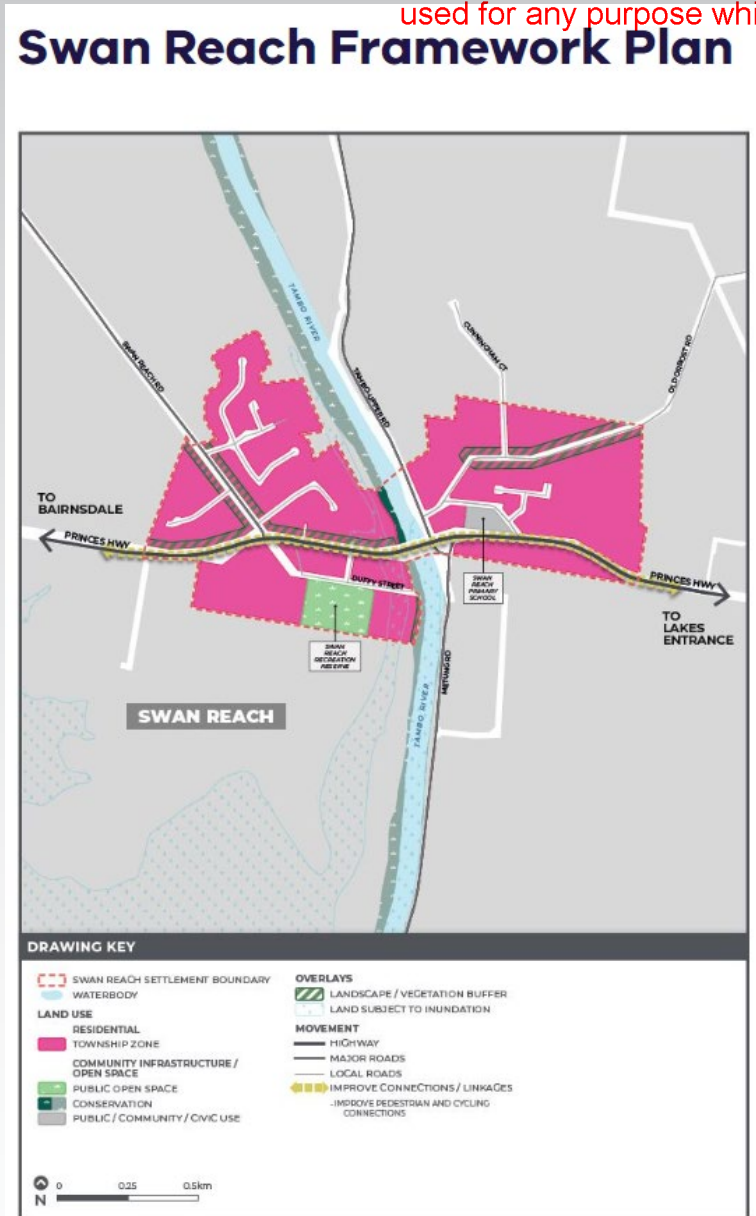 used for any purpose whi
Swan Reach Framework Plan
TAMBO RIVER
SWAN REACH RD
TAMBO UPPER RD
CUNNINGHAM CT
OLD ORBOST RD
TO
BAIRNSDALE
PRINCES HWY
DUFFY STREET
SWAN
REACH
PRIMARY
SCHOOL
PRINCES HWY
TO
LAKES
ENTRANCE
SWAN
REACH
RECREATION
RESERVE
METUNG RD
TAMBO RIVER
SWAN REACH
DRAWING KEY
SWAN REACH SETTLEMENT BOUNDARY
WATERBODY
LAND USE
RESIDENTIAL
TOWNSHIP ZONE
COMMUNITY INFRASTRUCTURE /
OPEN SPACE
PUBLIC OPEN SPACE
CONSERVATION
PUBLIC / COMMUNITY / CIVIC USE
OVERLAYS
LANDSCAPE / VEGETATION BUFFER
LAND SUBJECT TO INUNDATION
MOVEMENT
HIGHWAY
MAJOR ROADS
LOCAL ROADS
IMPROVE CONNECTIONS / LINKAGES
- IMPROVE PEDESTRIAN AND CYCLING
CONNECTIONS
N
0 0.25 0.5km